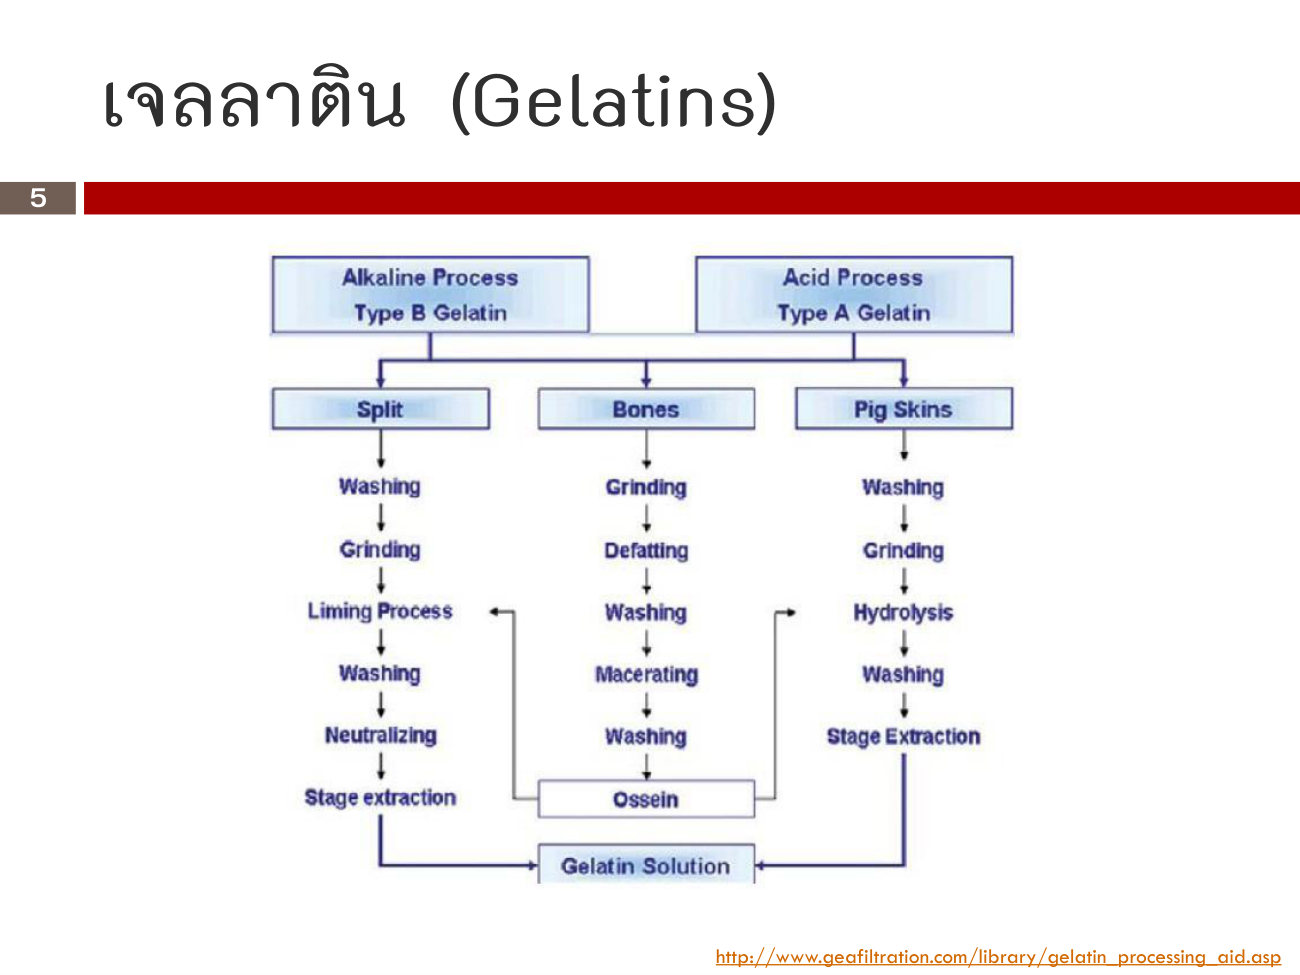 เจลลาติน (Gelatins)
5
Alkaline Process
Type B Gelatin
Acid Process
Type A Gelatin
Split
Bones
Pig Skins
Washing
Grinding
Washing
Grinding
Defatting
Grinding
Liming Process
Washing
Hydrolysis
Washing
Macerating
Washing
Neutralizing
Washing
Stage Extraction
Stage extraction
Ossein
Gelatin Solution
http://www.geafiltration.com/library/gelatin_processing_aid.asp